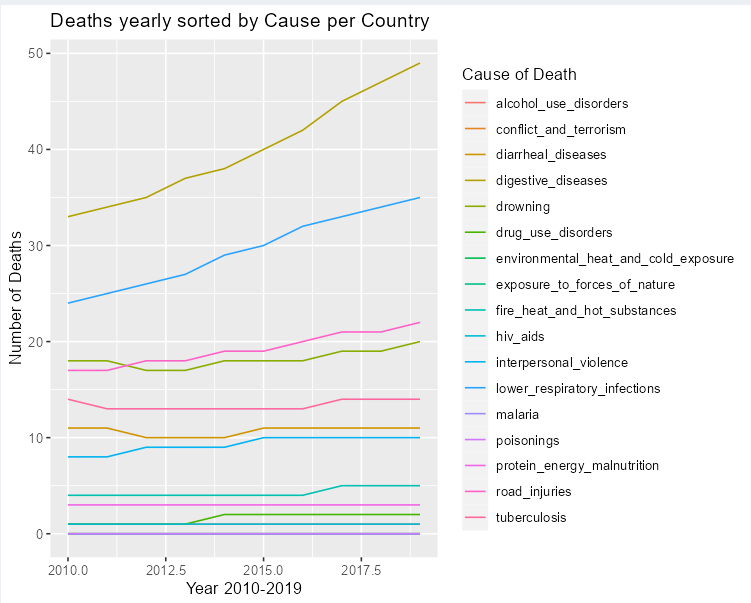 Deaths yearly sorted by Cause per Country
50
40
30
20
10
0
Number of Deaths
2010.0 2012.5 2015.0 2017.5
Year 2010-2019
Cause of Death
alcohol_use_disorders
conflict_and_terrorism
diarrheal_diseases
digestive_diseases
drowning
drug_use_disorders
environmental_heat_and_cold_exposure
exposure_to_forces_of_nature
fire_heat_and_hot_substances
hiv_aids
interpersonal_violence
lower_respiratory_infections
malaria
poisonings
protein_energy_malnutrition
road_injuries
tuberculosis